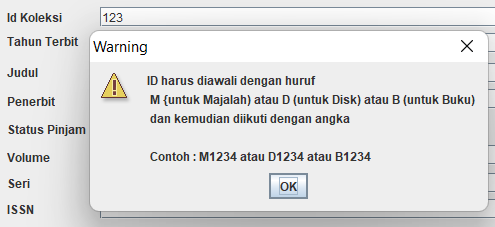 Id Koleksi 123
Tahun Terbit
Warning
Judul
ID harus diawali dengan huruf
Penerbit
M {untuk Majalah) atau D (untuk Disk) atau B (untuk Buku)
dan kemudian diikuti dengan angka
Status Pinjam
Volume
Contoh : M1234 atau D1234 atau B1234
Seri
OK
ISSN